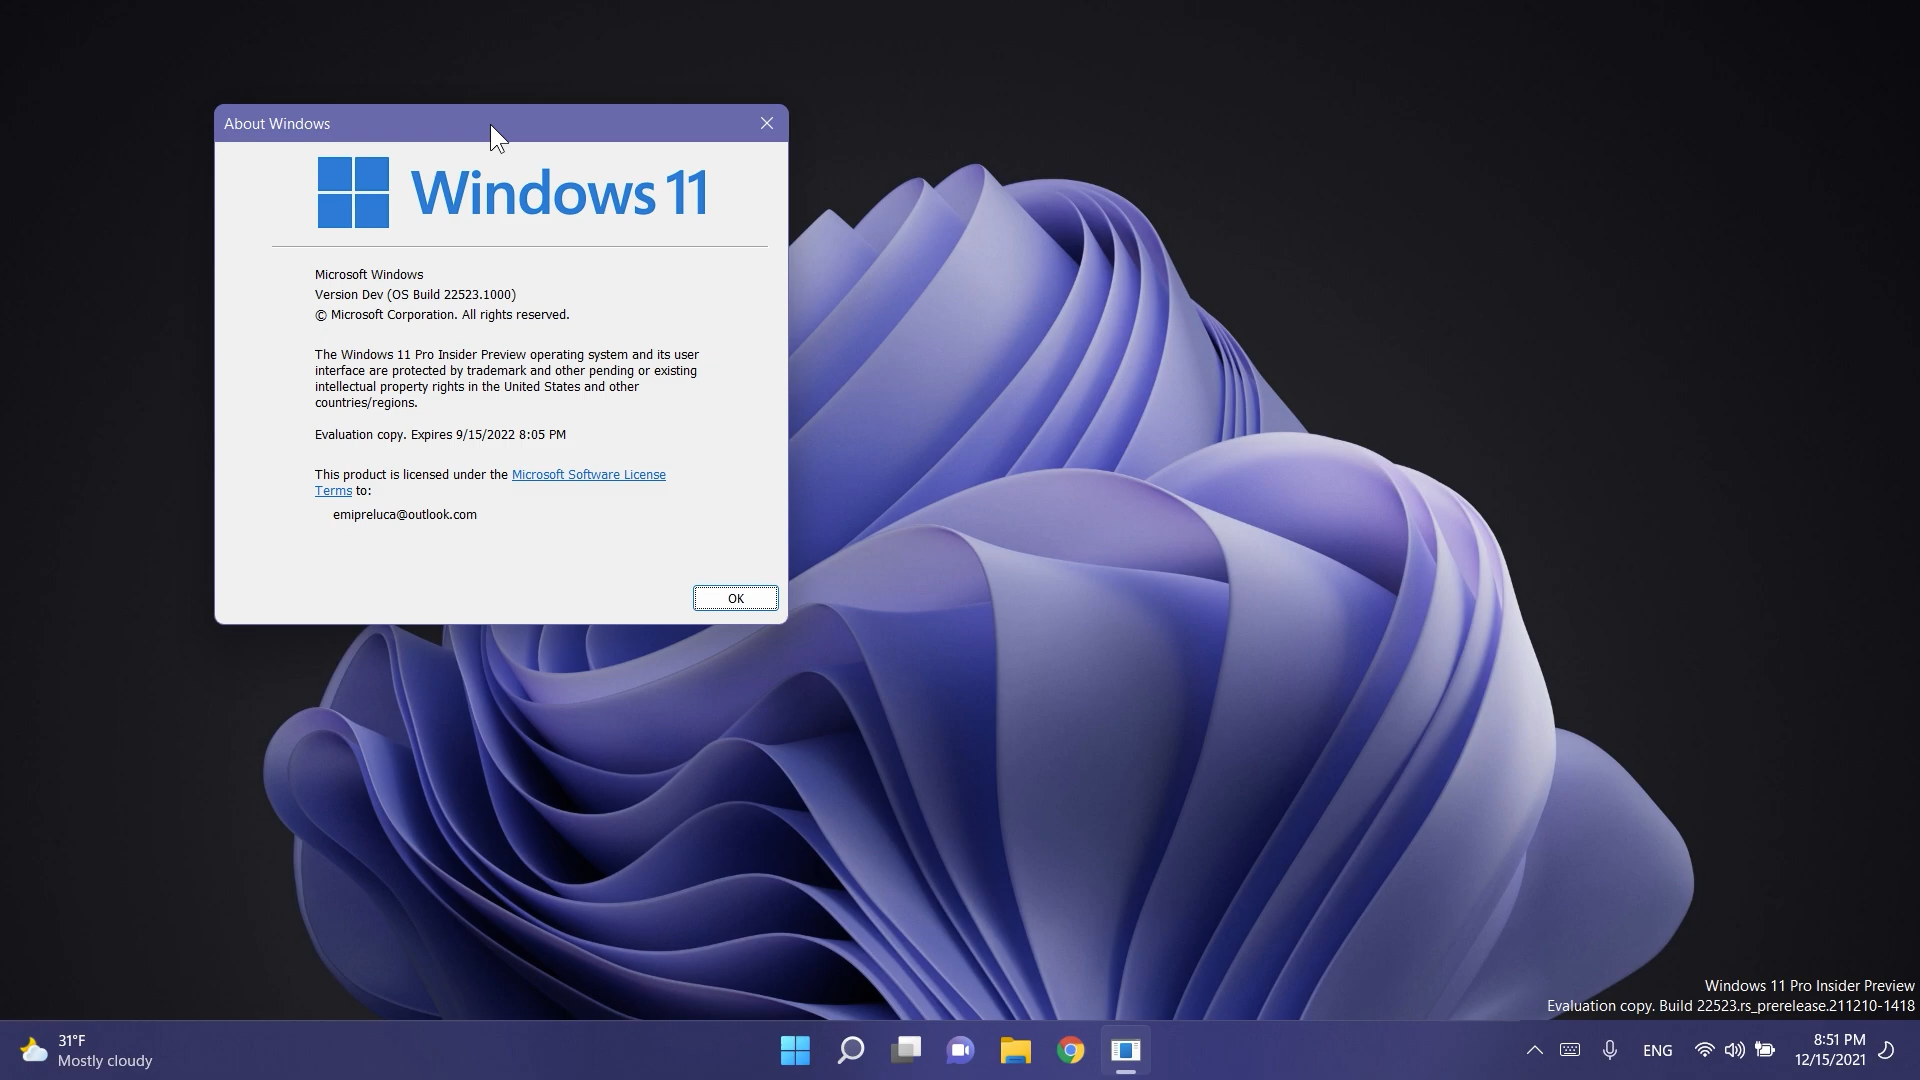 About Windows
Windows 11
Microsoft Windows
Version Dev (OS Build 22523.1000)
© Microsoft Corporation. All rights reserved.
The Windows 11 Pro Insider Preview operating system and its user
interface are protected by trademark and other pending or existing
intellectual property rights in the United States and other
countries/regions.
Evaluation copy. Expires 9/15/2022 8:05 PM
This product is licensed under the Microsoft Software License
Terms to:
emipreluca@outlook.com
OK
Windows 11 Pro Insider Preview
Evaluation copy. Build 22523.rs_prerelease.211210-1418
31°F
Mostly cloudy
ENG
8:51 PM
12/15/2021